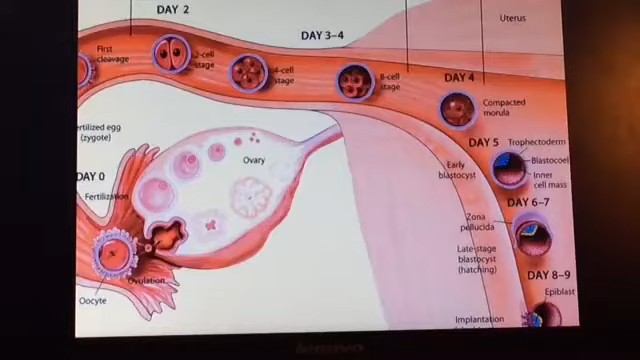 DAY 2
DAY 3–4
Uterus
First
cleavage
2-cell
stage
4-cell
stage
8-cell
stage
DAY 4
Compacted
morula
ertilized egg
(zygote)
DAY 0
Fertilization
Ovary
DAY 5
Trophectoderm
Blastocoel
Inner
cell mass
Early
blastocyst
DAY 6–7
Zona
pellucida
Late-stage
blastocyst
(hatching)
DAY 8–9
Epiblast
Ovulation
Oocyte
Implantation